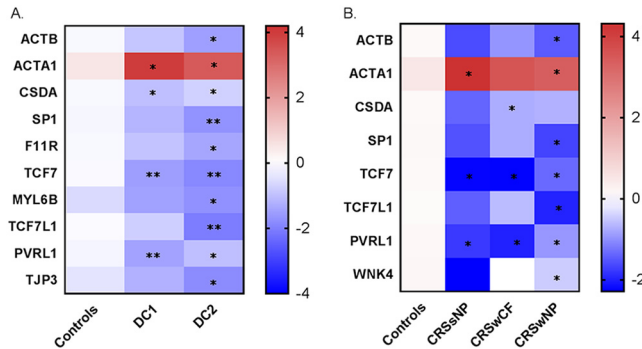 A.
ACTB *
ACTA1 * *
CSDA * *
SP1 **
F11R *
TCF7 ** **
MYL6B *
TCF7L1 **
PVRL1 ** *
TJP3 *
Controls DC1 DC2
4
2
0
-2
-4
B.
ACTB *
ACTA1 * *
CSDA *
SP1 *
TCF7 * * *
TCF7L1 *
PVRL1 * * *
WNK4 *
Controls CRSsNP CRSwCF CRSwNP
4
2
0
-2